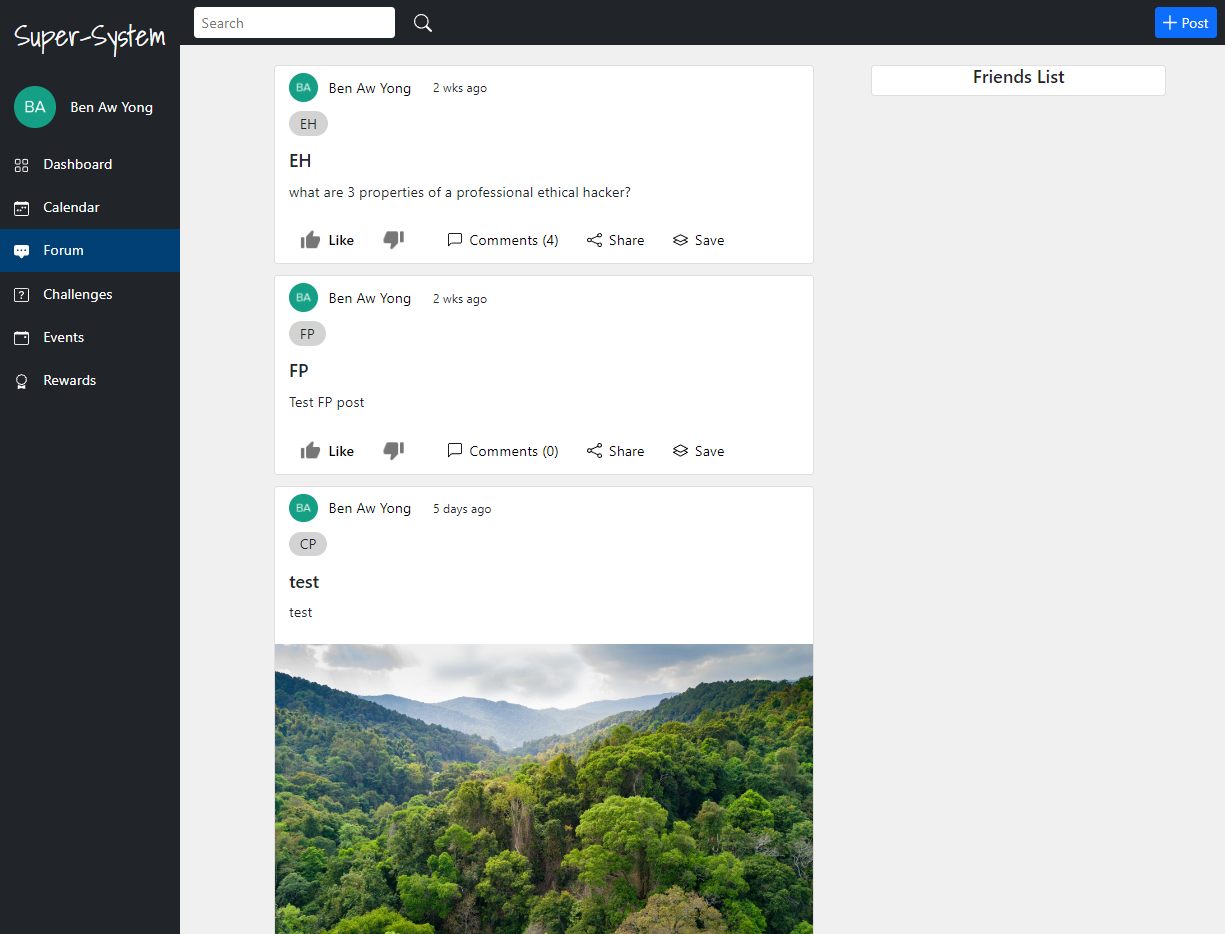 Super-System
Search
Post
BA Ben Aw Yong
Dashboard
Calendar
Forum
Challenges
Events
Rewards
BA Ben Aw Yong 2 wks ago
EH
EH
what are 3 properties of a professional ethical hacker?
Like Comments (4) Share Save
BA Ben Aw Yong 2 wks ago
FP
FP
Test FP post
Like Comments (0) Share Save
BA Ben Aw Yong 5 days ago
CP
test
test
Friends List